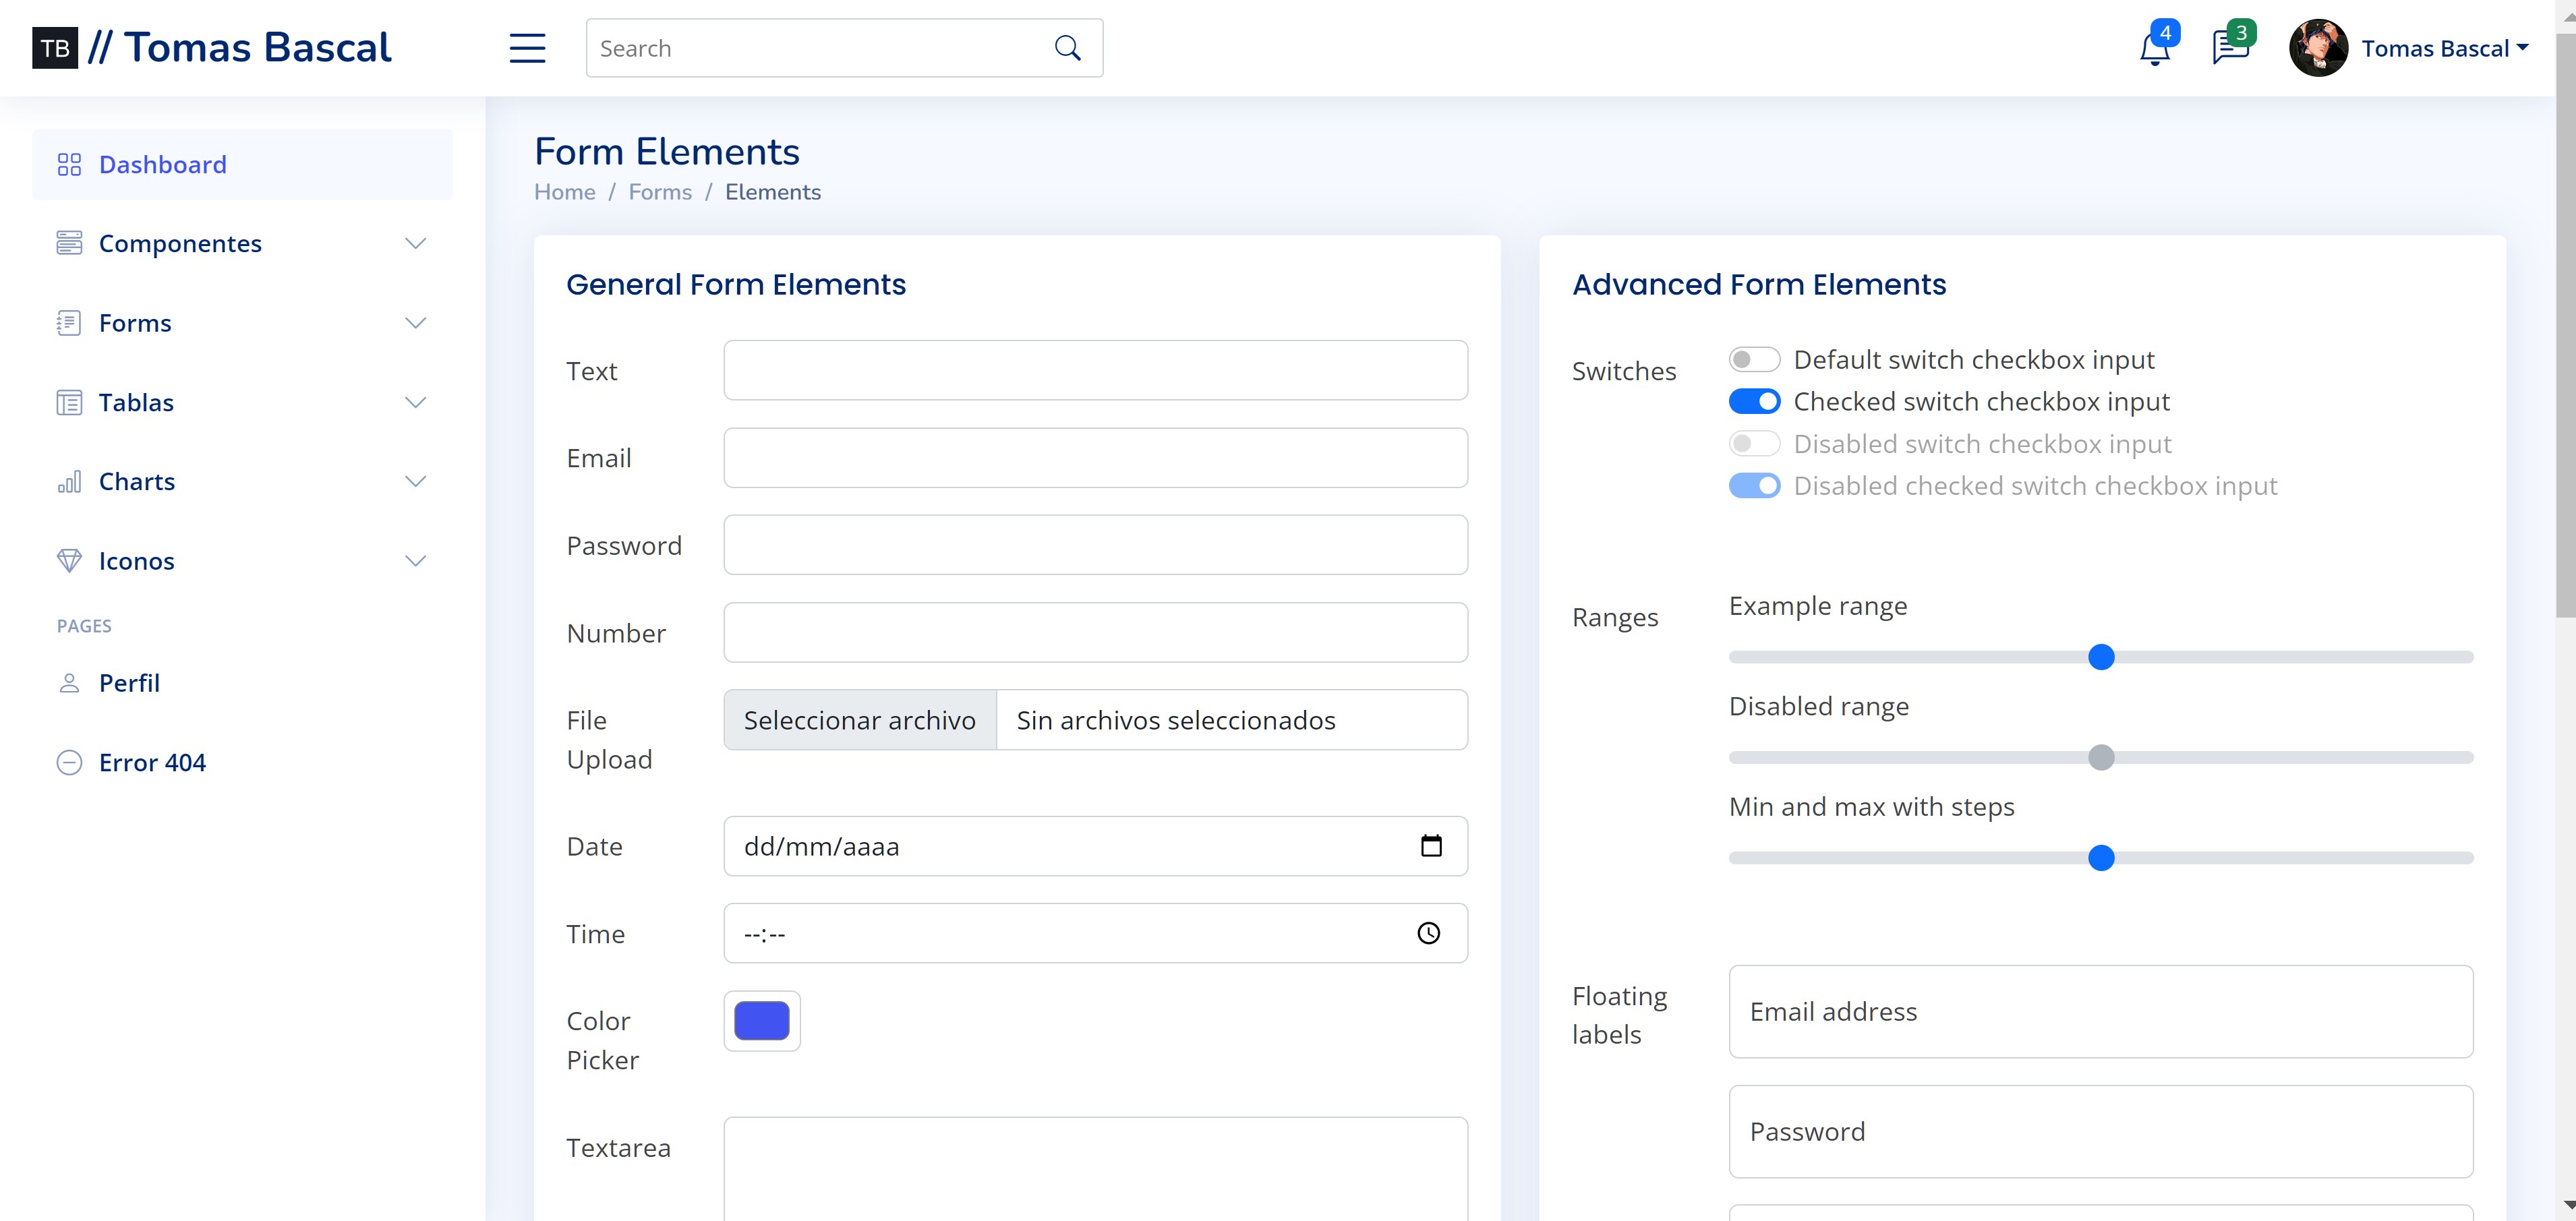 TB // Tomas Bascal
Search
4
3
Tomas Bascal
Dashboard
Componentes
Forms
Tablas
Charts
Iconos
PAGES
Perfil
Error 404
Form Elements
Home / Forms / Elements
General Form Elements
Text
Email
Password
Number
File
Upload
Seleccionar archivo Sin archivos seleccionados
Date
dd/mm/aaaa
Time
--:--
Color
Picker
Textarea
Advanced Form Elements
Switches
Default switch checkbox input
Checked switch checkbox input
Disabled switch checkbox input
Disabled checked switch checkbox input
Ranges
Example range
Disabled range
Min and max with steps
Floating
labels
Email address
Password